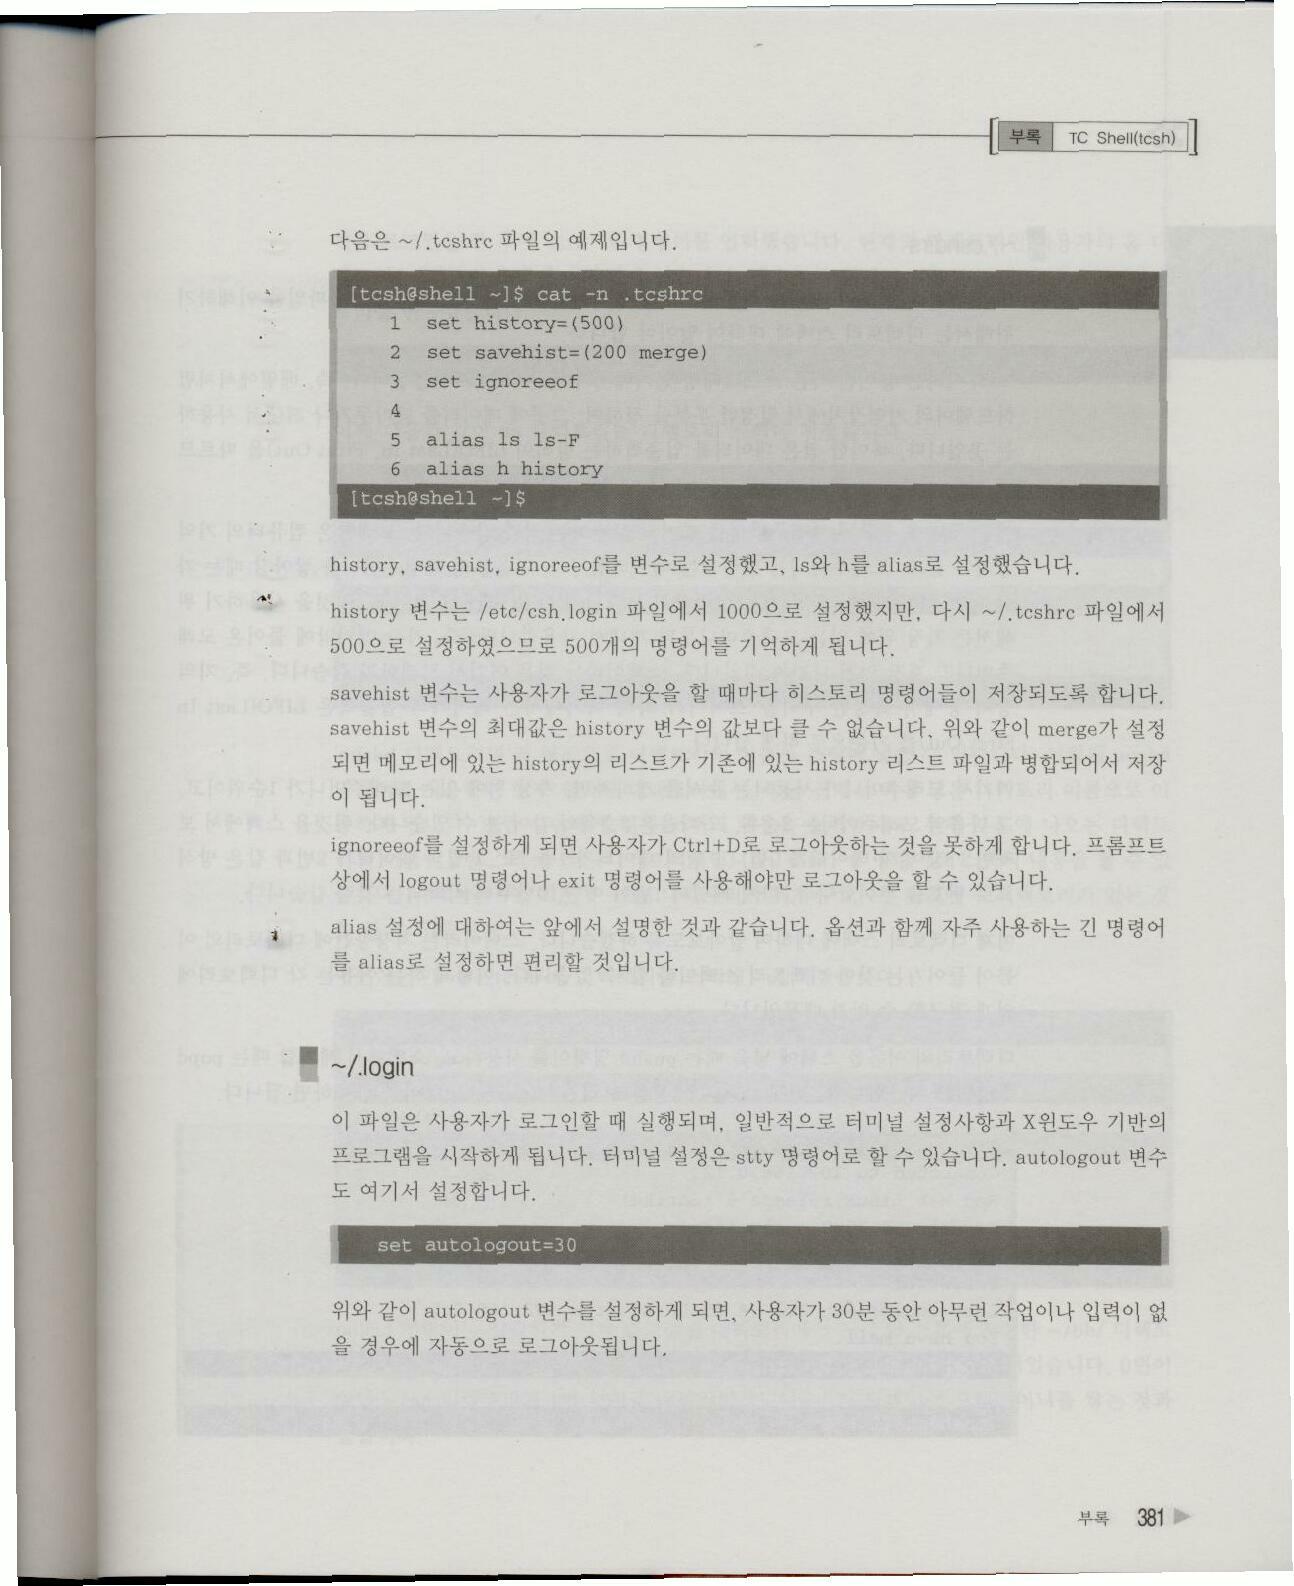 부록 TC Shell(tcsh)
다음은 ~/.tcshrc 파일의 예제입니다.
[tcsh@shell ~]$ cat -n .tcshrc
1 set history=(500)
2 set savehist=(200 merge)
3 set ignoreeof
4
5 alias ls ls-F
6 alias h history
[tcsh@shell ~]$
history, savehist, ignoreeof를 변수로 설정했고, ls와 h를 alias로 설정했습니다.
history 변수는 /etc/csh.login 파일에서 1000으로 설정했지만, 다시 ~/.tcshrc 파일에서
500으로 설정하였으므로 500개의 명령어를 기억하게 됩니다.
savehist 변수는 사용자가 로그아웃을 할 때마다 히스토리 명령어들이 저장되도록 합니다.
savehist 변수의 최대값은 history 변수의 값보다 클 수 없습니다. 위와 같이 merge가 설정
되면 메모리에 있는 history의 리스트가 기존에 있는 history 리스트 파일과 병합되어서 저장
이 됩니다.
ignoreeof를 설정하게 되면 사용자가 Ctrl+D로 로그아웃하는 것을 못하게 합니다. 프롬프트
상에서 logout 명령어나 exit 명령어를 사용해야만 로그아웃을 할 수 있습니다.
alias 설정에 대하여는 앞에서 설명한 것과 같습니다. 옵션과 함께 자주 사용하는 긴 명령어
를 alias로 설정하면 편리할 것입니다.
~/.login
이 파일은 사용자가 로그인할 때 실행되며, 일반적으로 터미널 설정사항과 X윈도우 기반의
프로그램을 시작하게 됩니다. 터미널 설정은 stty 명령어로 할 수 있습니다. autologout 변수
도 여기서 설정합니다.
set autologout=30
위와 같이 autologout 변수를 설정하게 되면, 사용자가 30분 동안 아무런 작업이나 입력이 없
을 경우에 자동으로 로그아웃됩니다.
부록 381